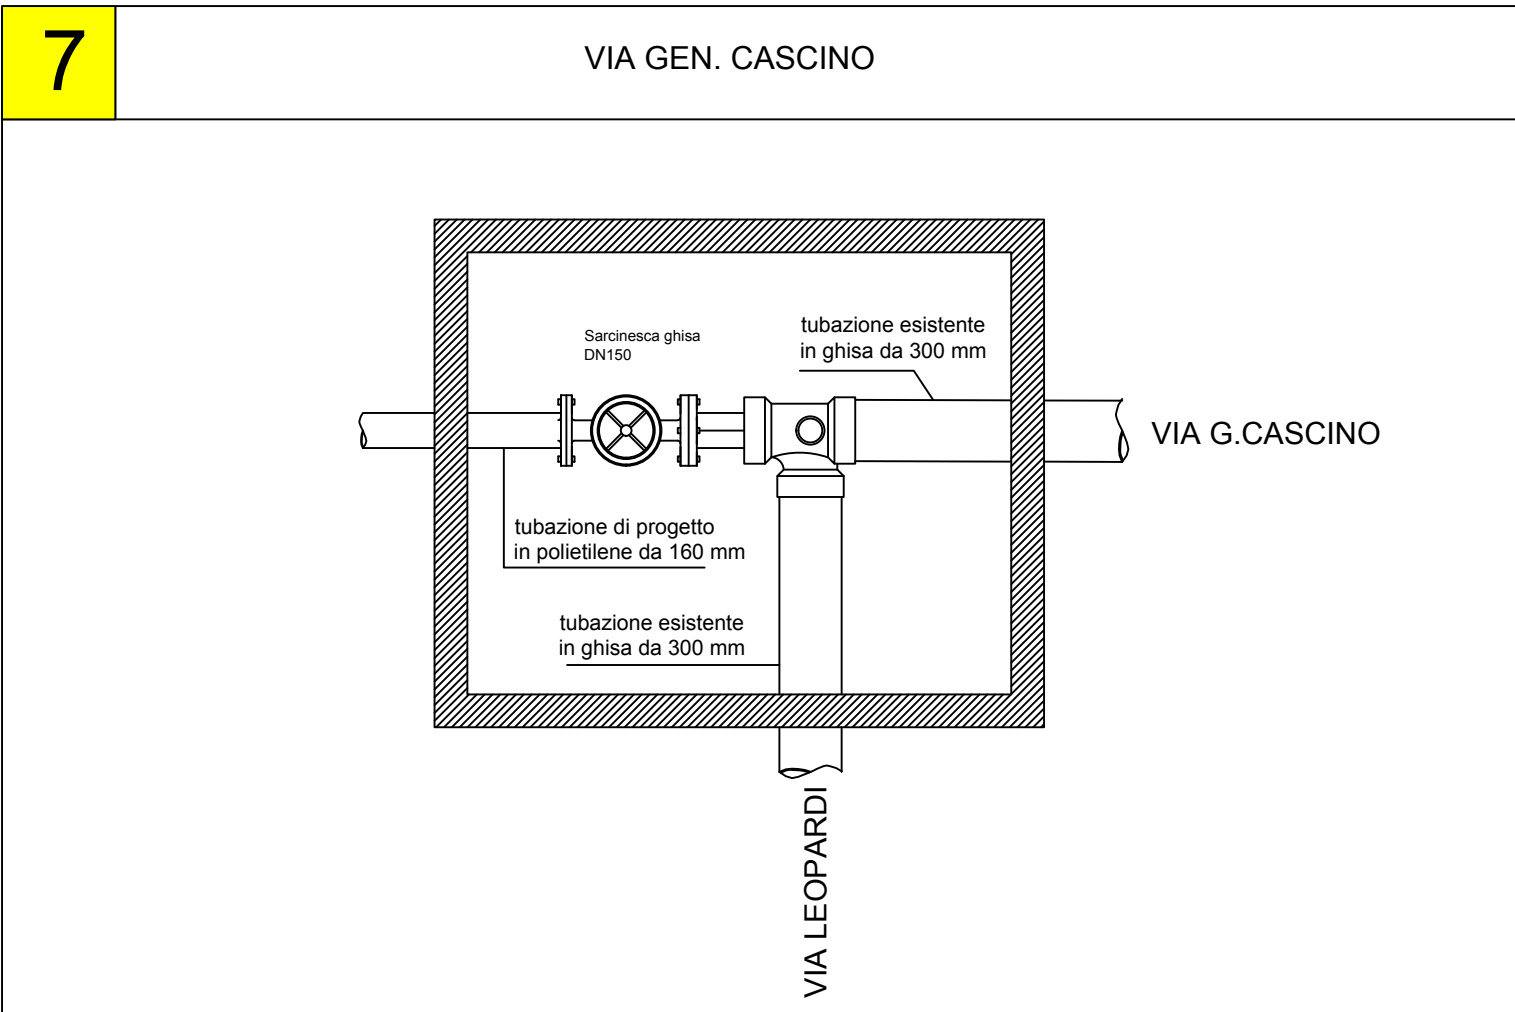 7
VIA GEN. CASCINO
Sarcinesca ghisa
DN150
tubazione esistente
in ghisa da 300 mm
VIA G.CASCINO
tubazione di progetto
in polietilene da 160 mm
tubazione esistente
in ghisa da 300 mm
VIA LEOPARDI